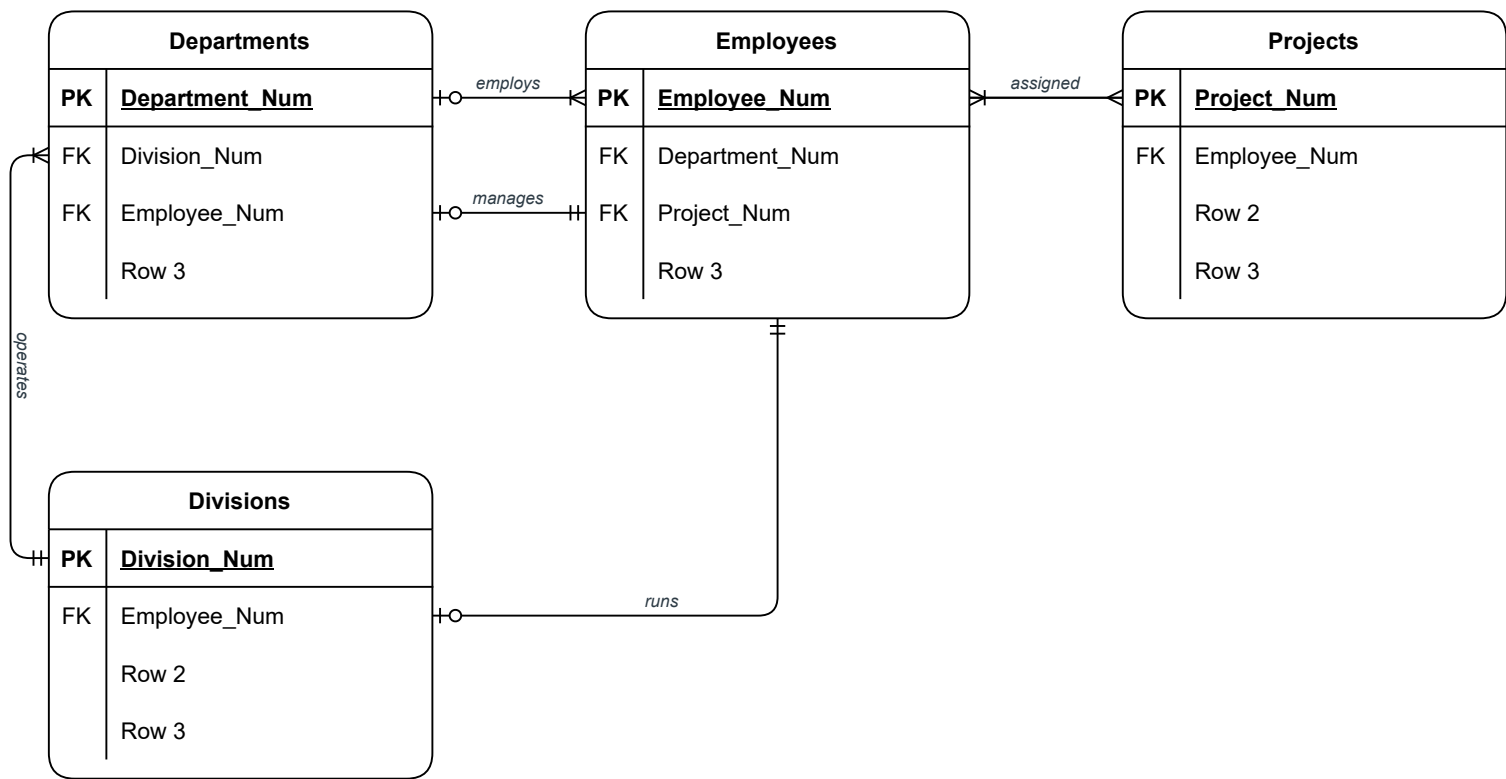 Departments
PK Department_Num
FK Division_Num
FK Employee_Num
Row 3
employs
manages
Employees
PK Employee_Num
FK Department_Num
FK Project_Num
Row 3
assigned
Projects
PK Project_Num
FK Employee_Num
Row 2
Row 3
operates
Divisions
PK Division_Num
FK Employee_Num
Row 2
Row 3
runs